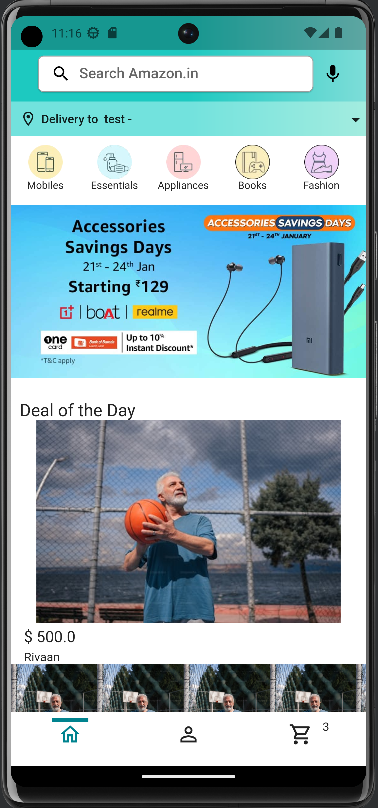 11:16
Search Amazon.in
Delivery to test -
Mobiles
Essentials
Appliances
Books
Fashion
Accessories
Savings Days
21st - 24th Jan
Starting ₹129
boAt
realme
onecard
Up to 10%
Instant Discount*
*T&C apply
ACCESSORIES SAVINGS DAYS
21ST - 24TH JANUARY
MI
Deal of the Day
$ 500.0
Rivaan
3